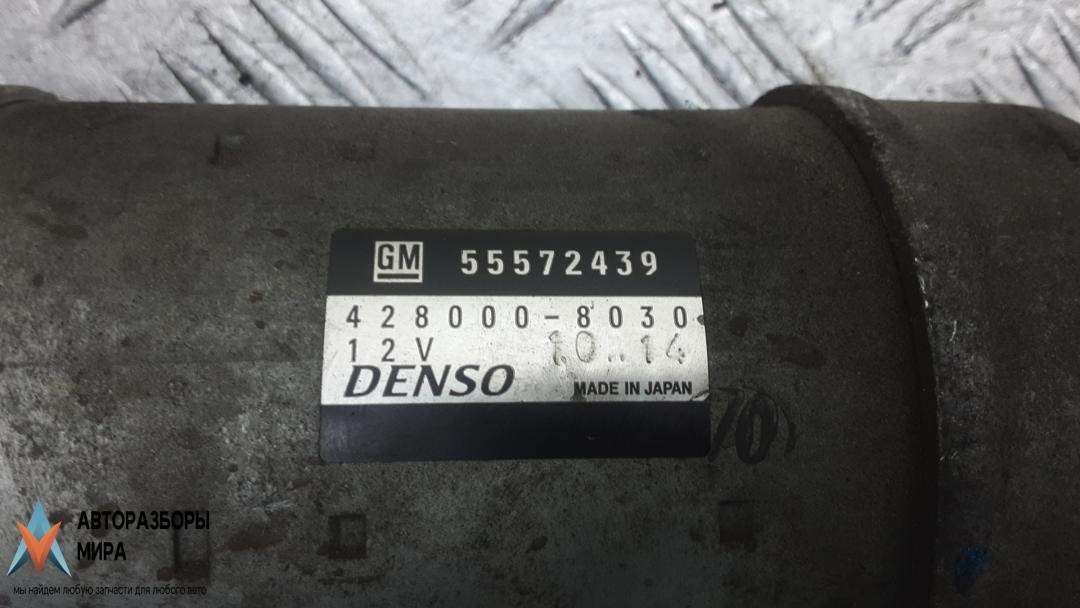 GM 55572439
428000-8030
12V 10..14
DENSO MADE IN JAPAN
АВТОРАЗБОРЫ
МИРА
мы найдем любую запчасти для любого авто